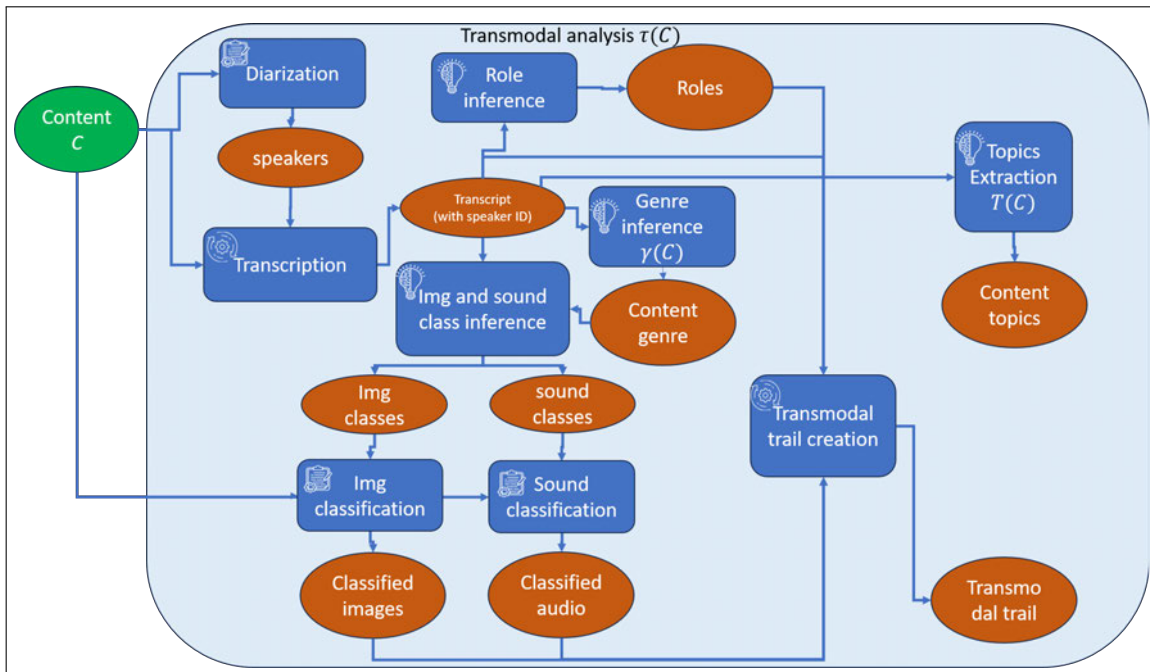 Transmodal analysis τ(C)
Diarization
Role
inference
Roles
Content
C
speakers
Topics
Extraction
T(C)
Transcript
(with speaker ID)
Genre
inference
γ(C)
Transcription
Img and sound
class inference
Content
genre
Content
topics
Img
classes
sound
classes
Transmodal
trail creation
Img
classification
Sound
classification
Classified
images
Classified
audio
Transmo
dal trail